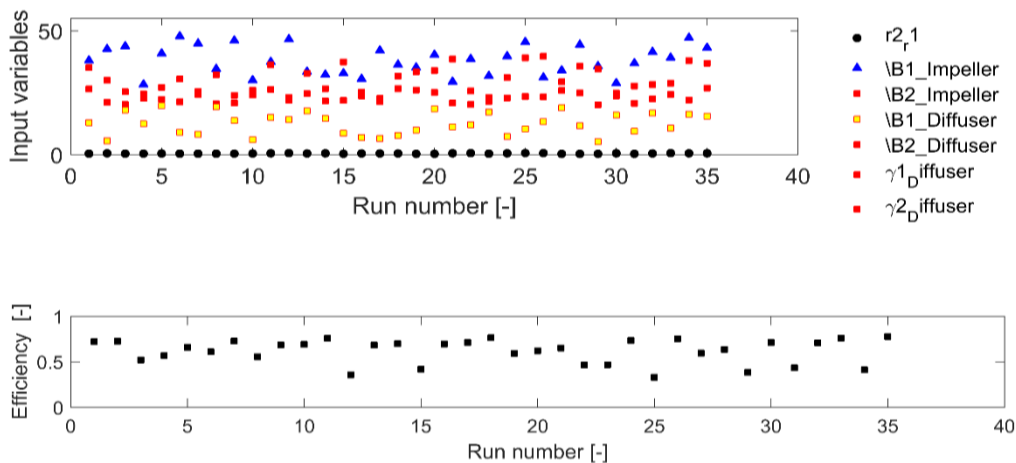 50
0
Input variables
0 5 10 15 20 25 30 35 40
Run number [-]
r2_r1
\B1_Impeller
\B2_Impeller
\B1_Diffuser
\B2_Diffuser
γ1_Diffuser
γ2_Diffuser
1
0.5
0
Efficiency [-]
0 5 10 15 20 25 30 35 40
Run number [-]